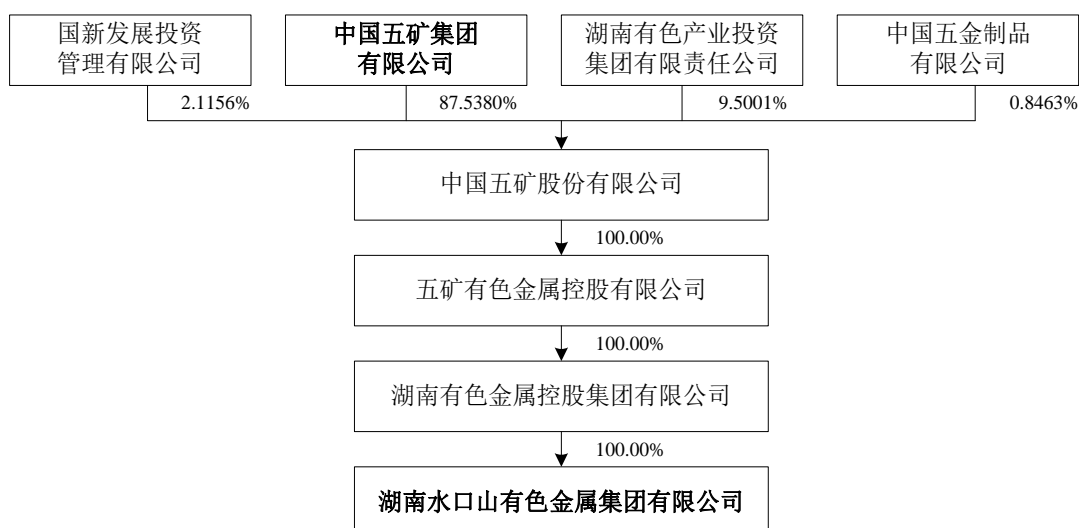 国新发展投资
管理有限公司
中国五矿集团
有限公司
湖南有色产业投资
集团有限责任公司
中国五金制品
有限公司
2.1156%
87.5380%
9.5001%
0.8463%
中国五矿股份有限公司
100.00%
五矿有色金属控股有限公司
100.00%
湖南有色金属控股集团有限公司
100.00%
湖南水口山有色金属集团有限公司